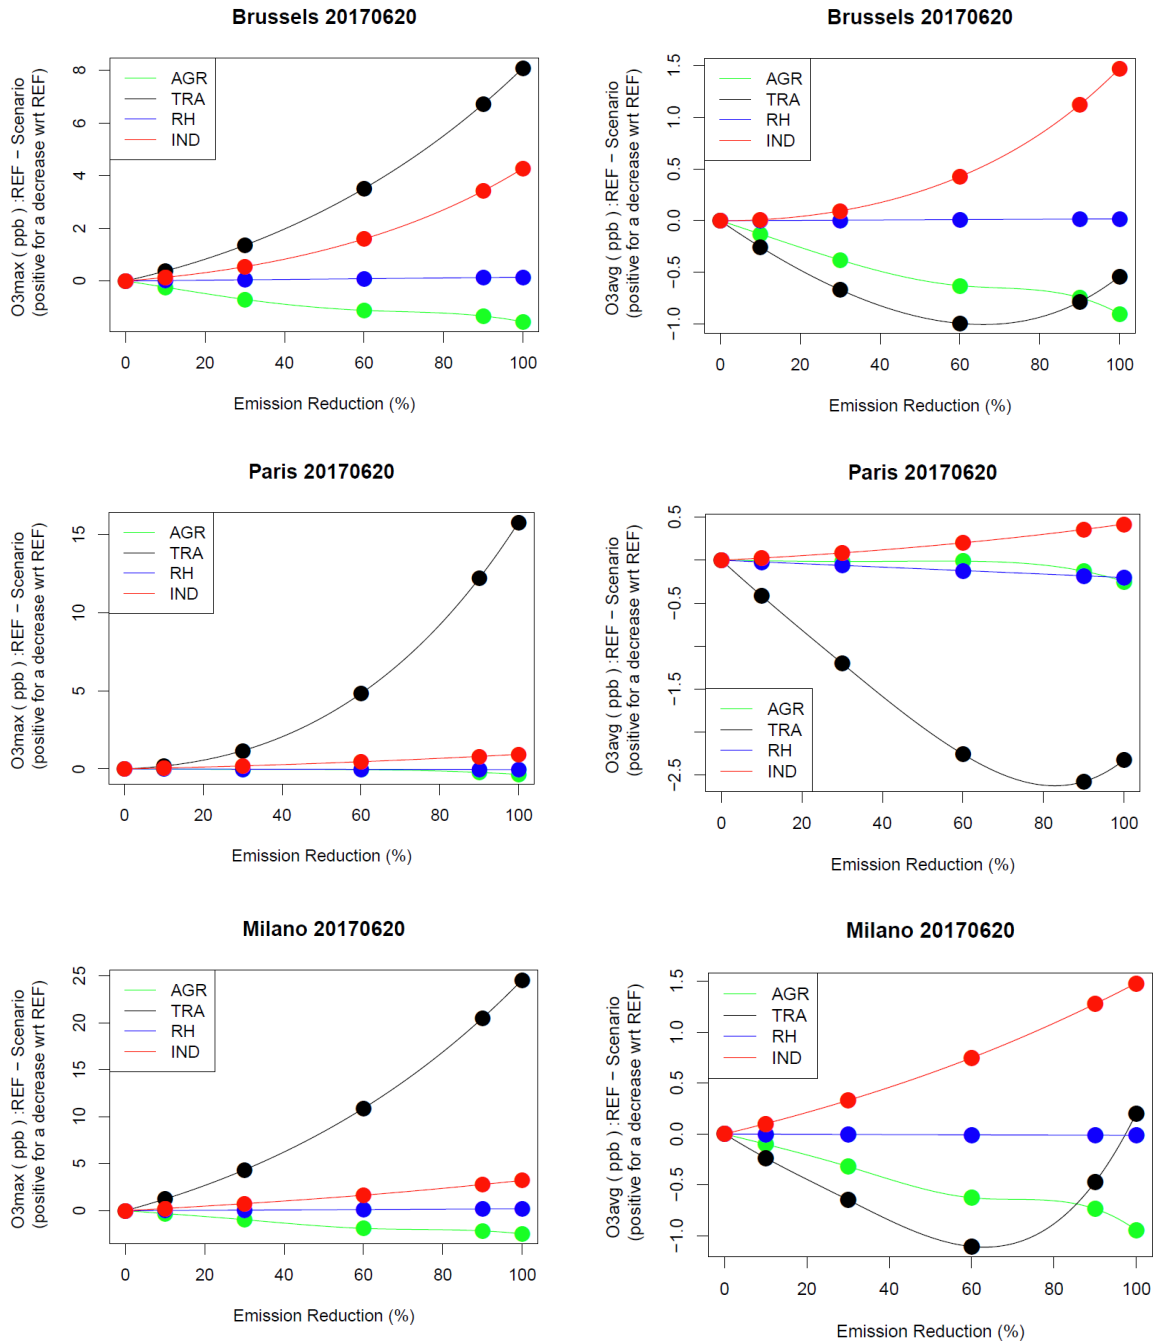 Brussels 20170620
O3max ( ppb ) :REF − Scenario
(positive for a decrease wrt REF)
8
6
4
2
0
AGR
TRA
RH
IND
0 20 40 60 80 100
Emission Reduction (%)
Brussels 20170620
O3avg ( ppb ) :REF − Scenario
(positive for a decrease wrt REF)
1.5
1.0
0.5
0.0
−0.5
−1.0
AGR
TRA
RH
IND
0 20 40 60 80 100
Emission Reduction (%)
Paris 20170620
O3max ( ppb ) :REF − Scenario
(positive for a decrease wrt REF)
15
10
5
0
AGR
TRA
RH
IND
0 20 40 60 80 100
Emission Reduction (%)
Paris 20170620
O3avg ( ppb ) :REF − Scenario
(positive for a decrease wrt REF)
0.5
−0.5
−1.5
−2.5
AGR
TRA
RH
IND
0 20 40 60 80 100
Emission Reduction (%)
Milano 20170620
O3max ( ppb ) :REF − Scenario
(positive for a decrease wrt REF)
25
20
15
10
5
0
AGR
TRA
RH
IND
0 20 40 60 80 100
Emission Reduction (%)
Milano 20170620
O3avg ( ppb ) :REF − Scenario
(positive for a decrease wrt REF)
1.5
1.0
0.5
0.0
−0.5
−1.0
AGR
TRA
RH
IND
0 20 40 60 80 100
Emission Reduction (%)